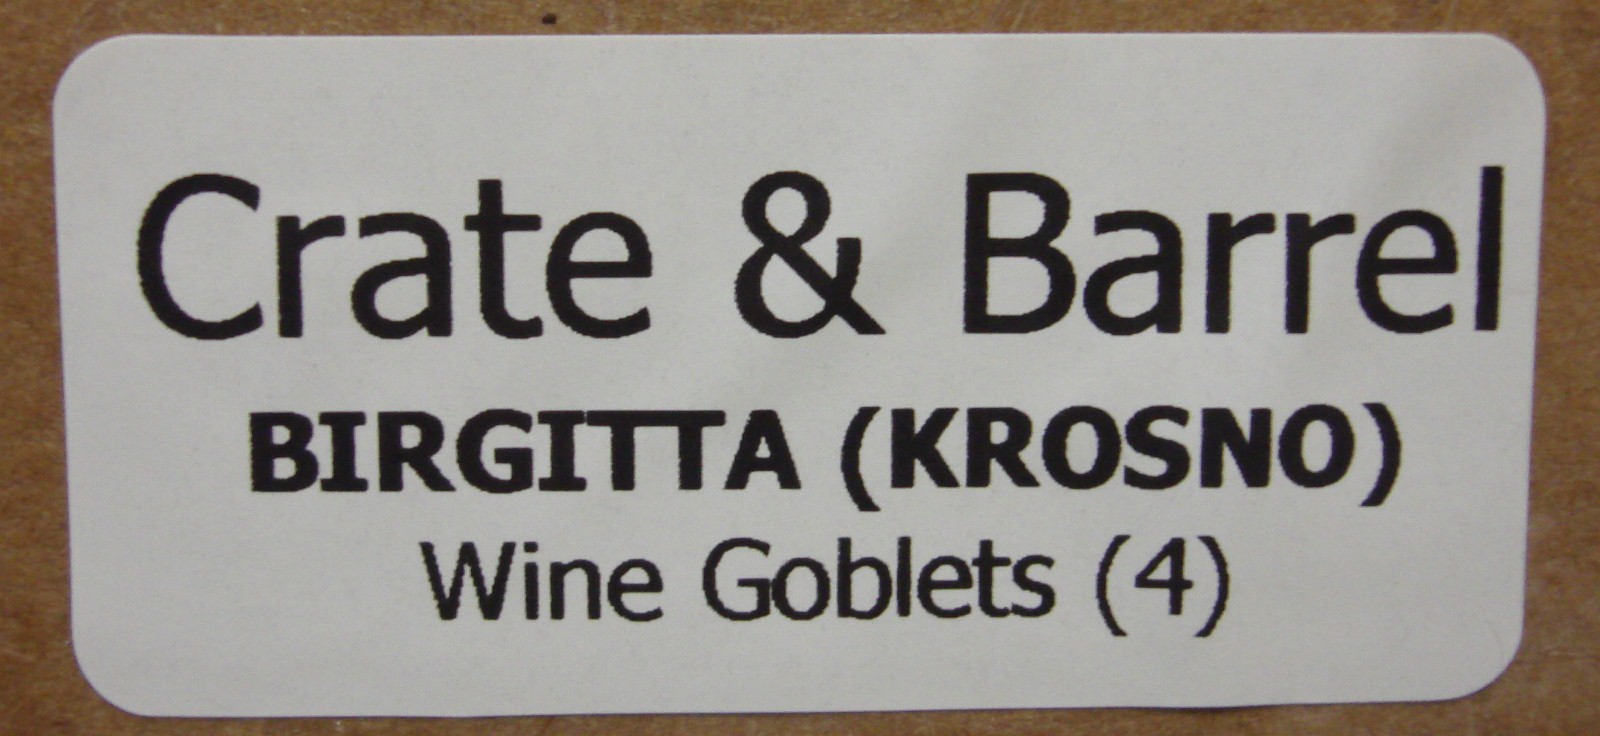 Crate & Barrel
BIRGITTA (KROSNO)
Wine Goblets (4)